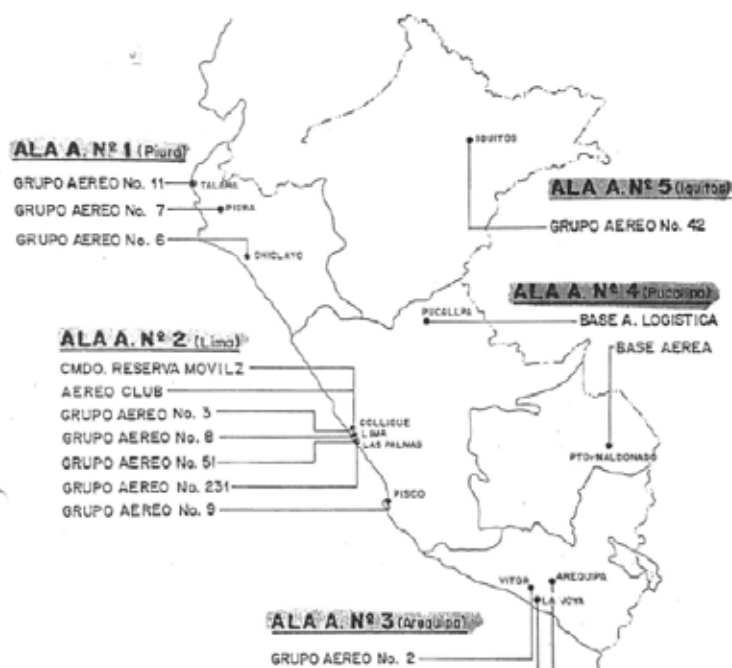 ALA A. Nº 1 (Piura)
GRUPO AEREO No. 11
TALARA
GRUPO AEREO No. 7
PIURA
GRUPO AEREO No. 6
CHICLAYO
IQUITOS
ALA A. Nº 5 (Iquitos)
GRUPO AEREO No. 42
ALA A. Nº 4 (Pucallpa)
PUCALLPA
BASE A. LOGISTICA
BASE AEREA
PTO. MALDONADO
ALA A. Nº 2 (Lima)
CMDO. RESERVA MOVILZ
AEREO CLUB
GRUPO AEREO No. 3
GRUPO AEREO No. 8
GRUPO AEREO No. 51
GRUPO AEREO No. 231
GRUPO AEREO No. 9
COLLIQUE
LIMA
LAS PALMAS
PISCO
VITOR
AREQUIPA
LA JOYA
ALA A. Nº 3 (Arequipa)
GRUPO AEREO No. 2